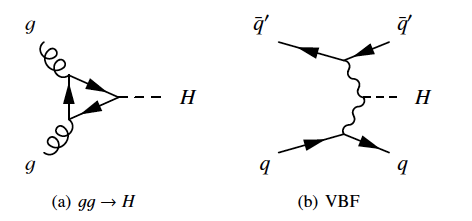 g
q̄′ q̄′
H H
g
q q
(a) gg → H (b) VBF